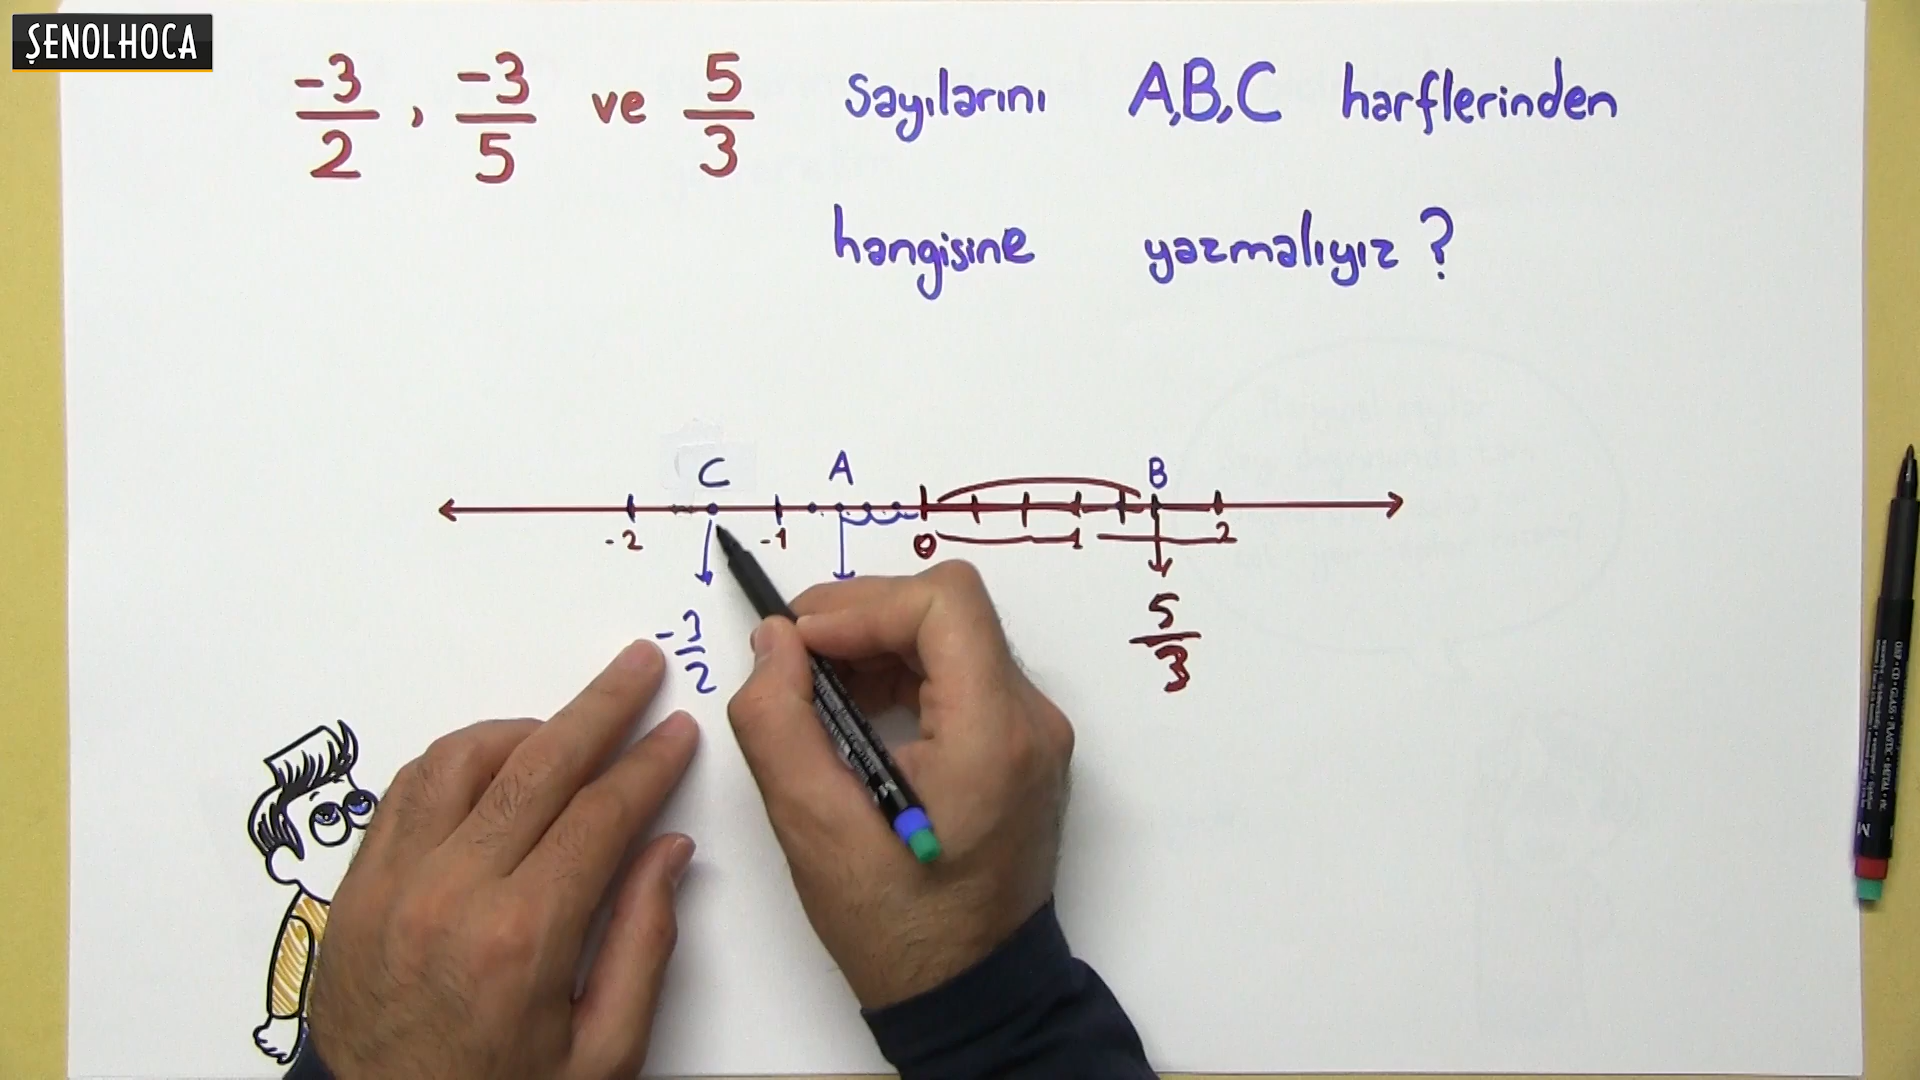 ŞENOLHOCA
-3/2 , -3/5 ve 5/3 sayılarını A,B,C harflerinden
hangisine yazmalıyız ?
C A B
-2 -1 0 1 2
-3/2 5/3